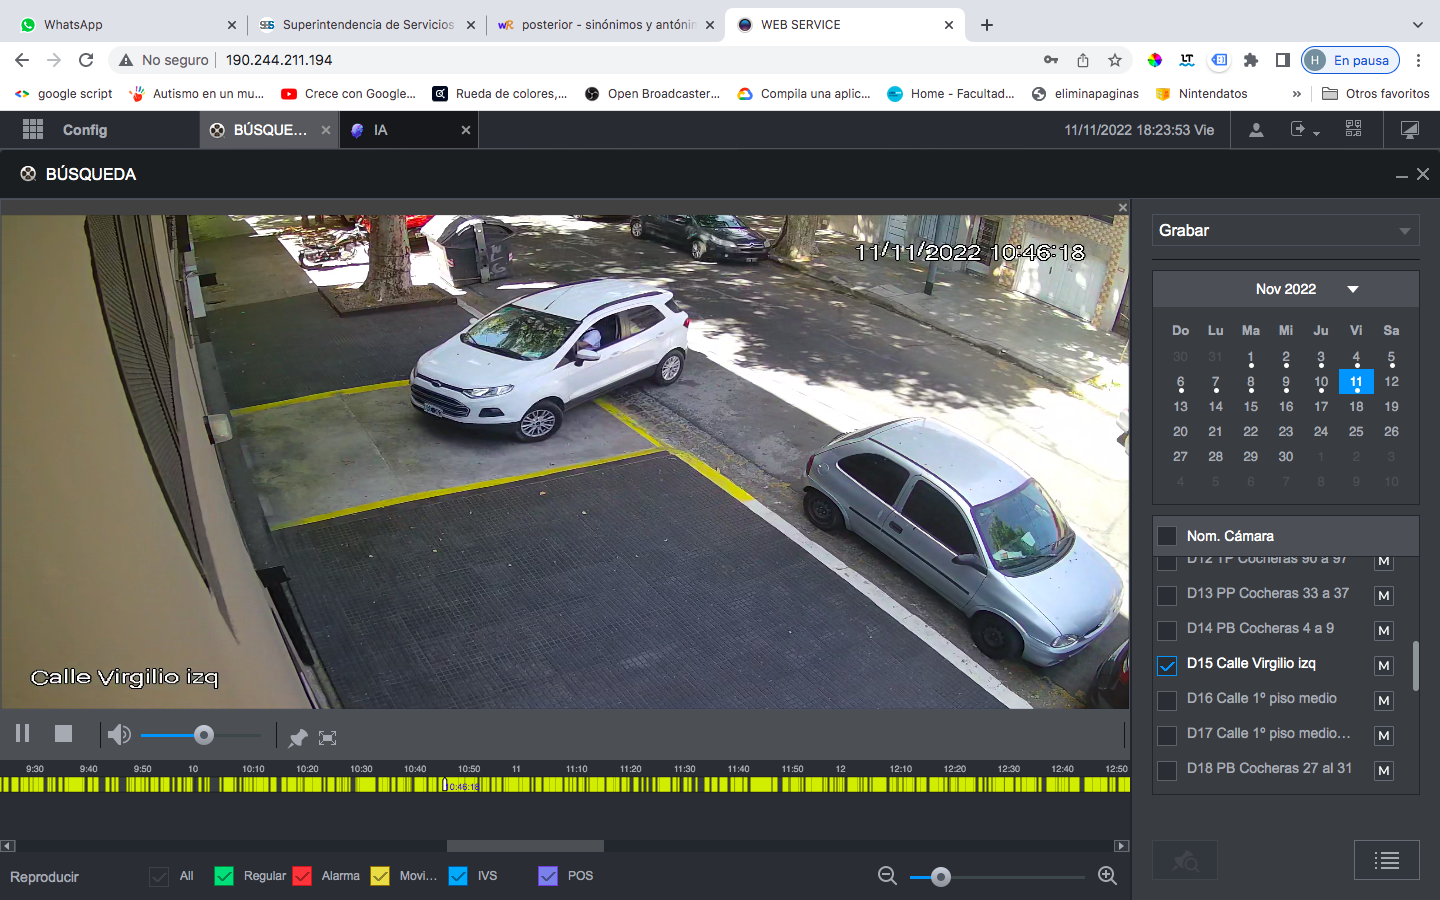 WhatsApp
Superintendencia de Servicios
posterior - sinónimos y antónin
WEB SERVICE
No seguro
190.244.211.194
H
En pausa
google script
Autismo en un mu...
Crece con Google...
Rueda de colores,...
Open Broadcaster...
Compila una aplic...
Home - Facultad...
eliminapaginas
Nintendatos
»
Otros favoritos
Config
BÚSQUE...
IA
11/11/2022 18:23:53 Vie
BÚSQUEDA
11/11/2022 10:46:18
Calle Virgilio izq
Grabar
Nov 2022
Do Lu Ma Mi Ju Vi Sa
30 31 1 2 3 4 5
6 7 8 9 10 11 12
13 14 15 16 17 18 19
20 21 22 23 24 25 26
27 28 29 30 1 2 3
4 5 6 7 8 9 10
Nom. Cámara
D12 TP Cocheras 90 a 97 M
D13 PP Cocheras 33 a 37 M
D14 PB Cocheras 4 a 9 M
D15 Calle Virgilio izq M
D16 Calle 1º piso medio M
D17 Calle 1º piso medio... M
D18 PB Cocheras 27 al 31 M
9:30 9:40 9:50 10 10:10 10:20 10:30 10:40 10:50 11 11:10 11:20 11:30 11:40 11:50 12 12:10 12:20 12:30 12:40 12:50
0:46:18
Reproducir
All
Regular
Alarma
Movi...
IVS
POS